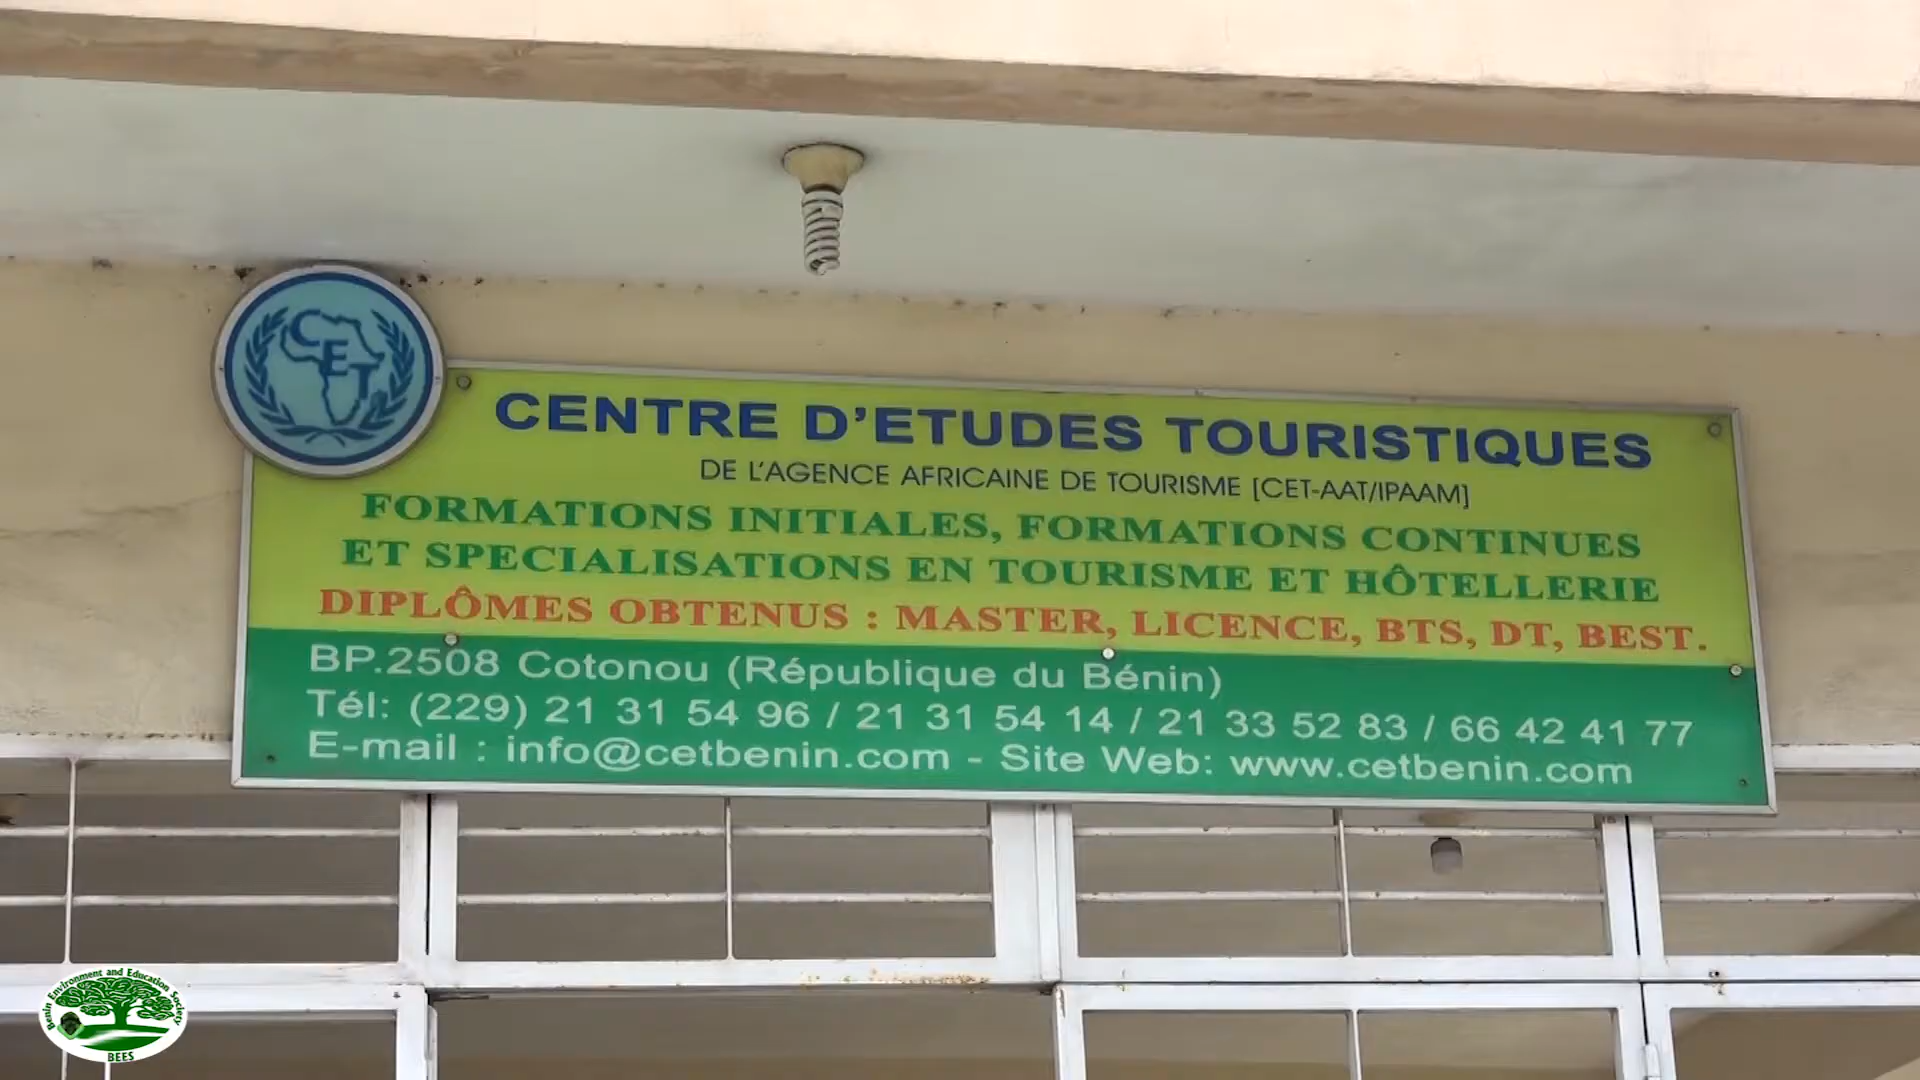 CET
CENTRE D'ETUDES TOURISTIQUES
DE L'AGENCE AFRICAINE DE TOURISME [CET-AAT/IPAAM]
FORMATIONS INITIALES, FORMATIONS CONTINUES
ET SPECIALISATIONS EN TOURISME ET HÔTELLERIE
DIPLÔMES OBTENUS : MASTER, LICENCE, BTS, DT, BEST.
BP.2508 Cotonou (République du Bénin)
Tél: (229) 21 31 54 96 / 21 31 54 14 / 21 33 52 83 / 66 42 41 77
E-mail : info@cetbenin.com - Site Web: www.cetbenin.com
Benin Environment and Education Society
BEES